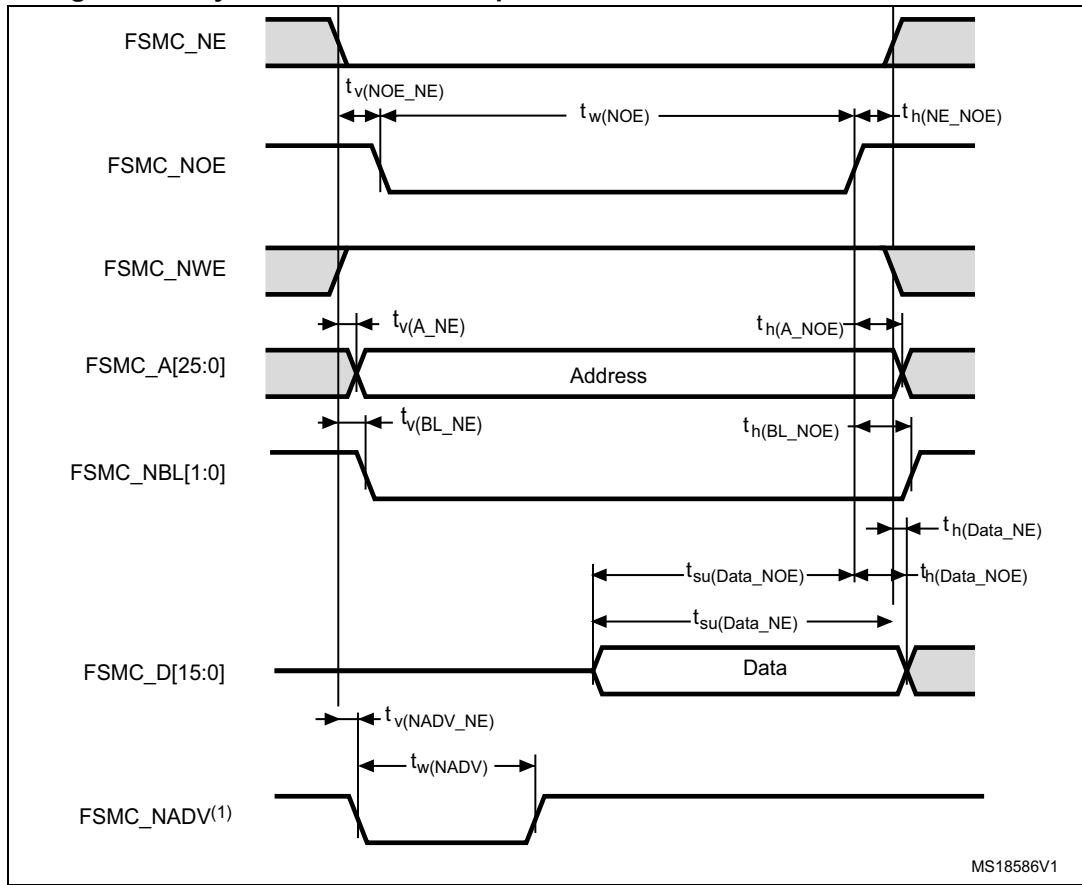 FSMC_NE
tv(NOE_NE)
tw(NOE)
th(NE_NOE)
FSMC_NOE
FSMC_NWE
tv(A_NE)
th(A_NOE)
FSMC_A[25:0]
Address
tv(BL_NE)
th(BL_NOE)
FSMC_NBL[1:0]
th(Data_NE)
tsu(Data_NOE)
th(Data_NOE)
tsu(Data_NE)
FSMC_D[15:0]
Data
tv(NADV_NE)
tw(NADV)
FSMC_NADV(1)
MS18586V1